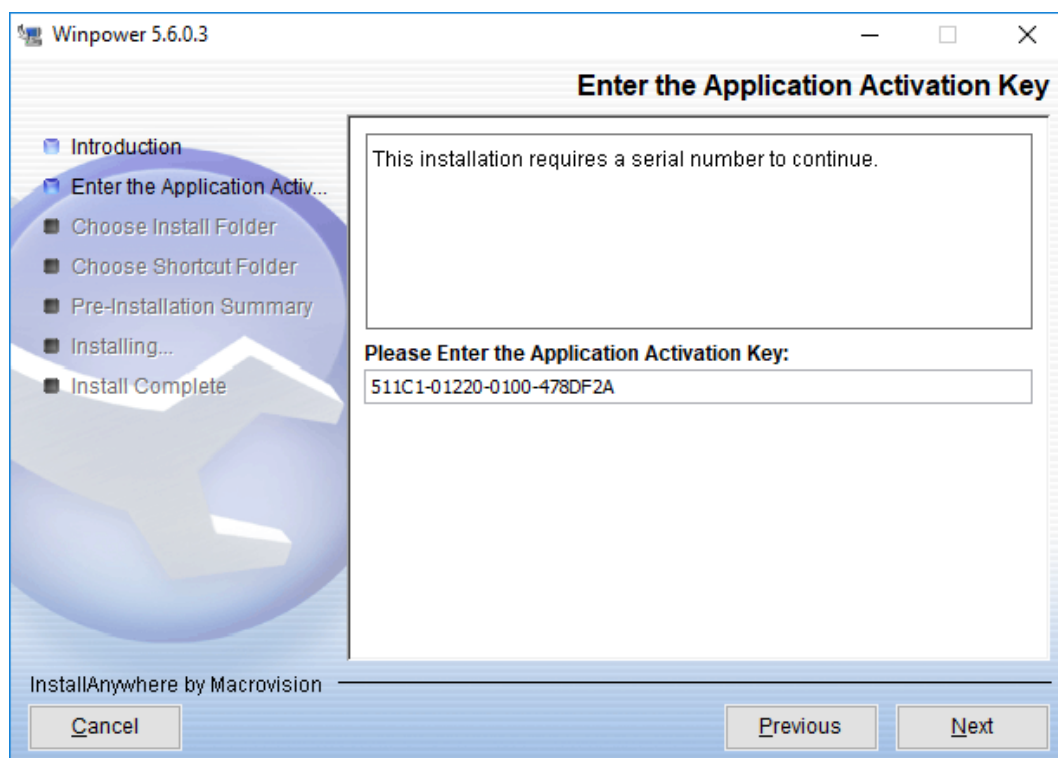 Winpower 5.6.0.3
Enter the Application Activation Key
Introduction
Enter the Application Activ...
Choose Install Folder
Choose Shortcut Folder
Pre-Installation Summary
Installing...
Install Complete
This installation requires a serial number to continue.
Please Enter the Application Activation Key:
511C1-01220-0100-478DF2A
InstallAnywhere by Macrovision
Cancel
Previous
Next